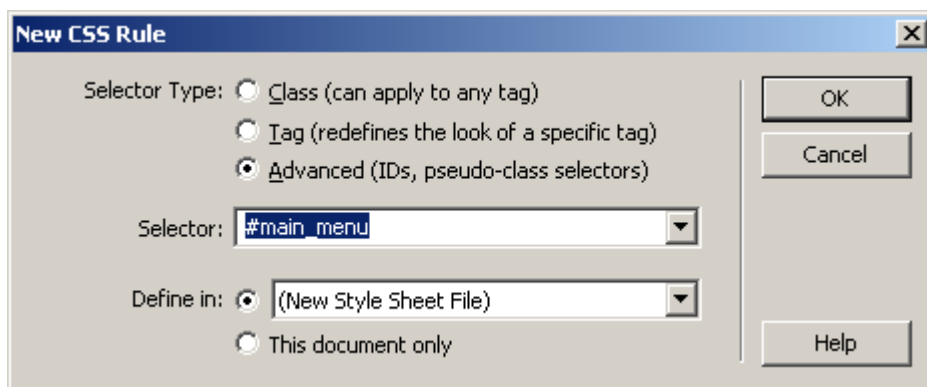 New CSS Rule
Selector Type: Class (can apply to any tag)
Tag (redefines the look of a specific tag)
Advanced (IDs, pseudo-class selectors)
Selector: #main_menu
Define in: (New Style Sheet File)
This document only
OK
Cancel
Help